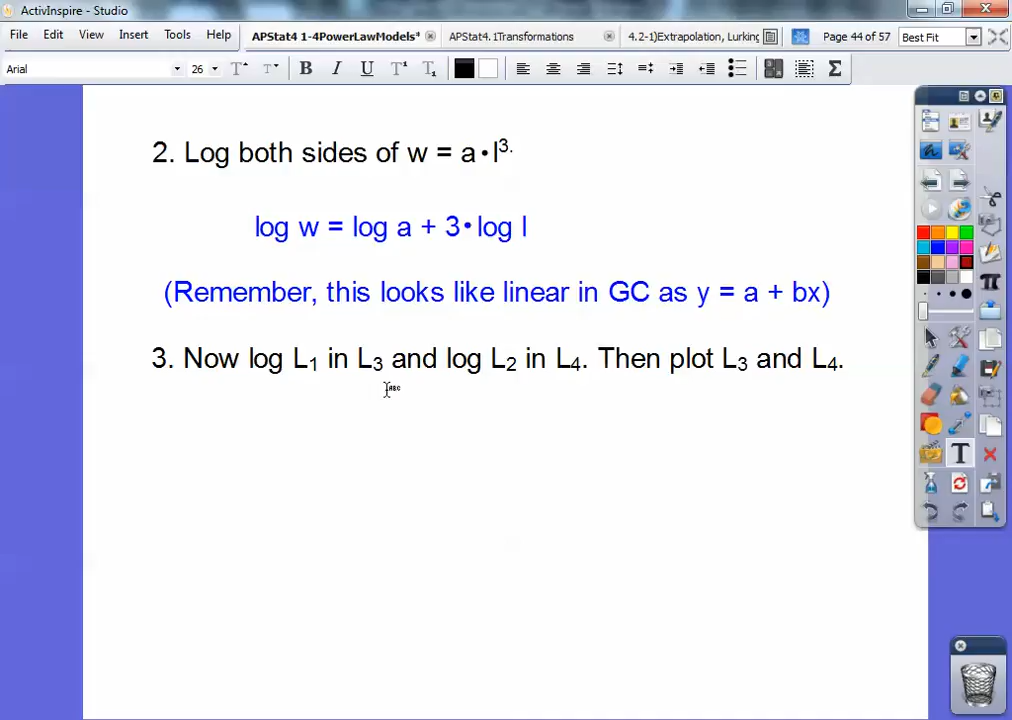 ActivInspire - Studio
File Edit View Insert Tools Help
APStat4 1-4PowerLawModels* APStat4.1Transformations 4.2-1)Extrapolation, Lurking Page 44 of 57 Best Fit
Arial 26
2. Log both sides of w = a•l³·
log w = log a + 3•log l
(Remember, this looks like linear in GC as y = a + bx)
3. Now log L₁ in L₃ and log L₂ in L₄. Then plot L₃ and L₄.